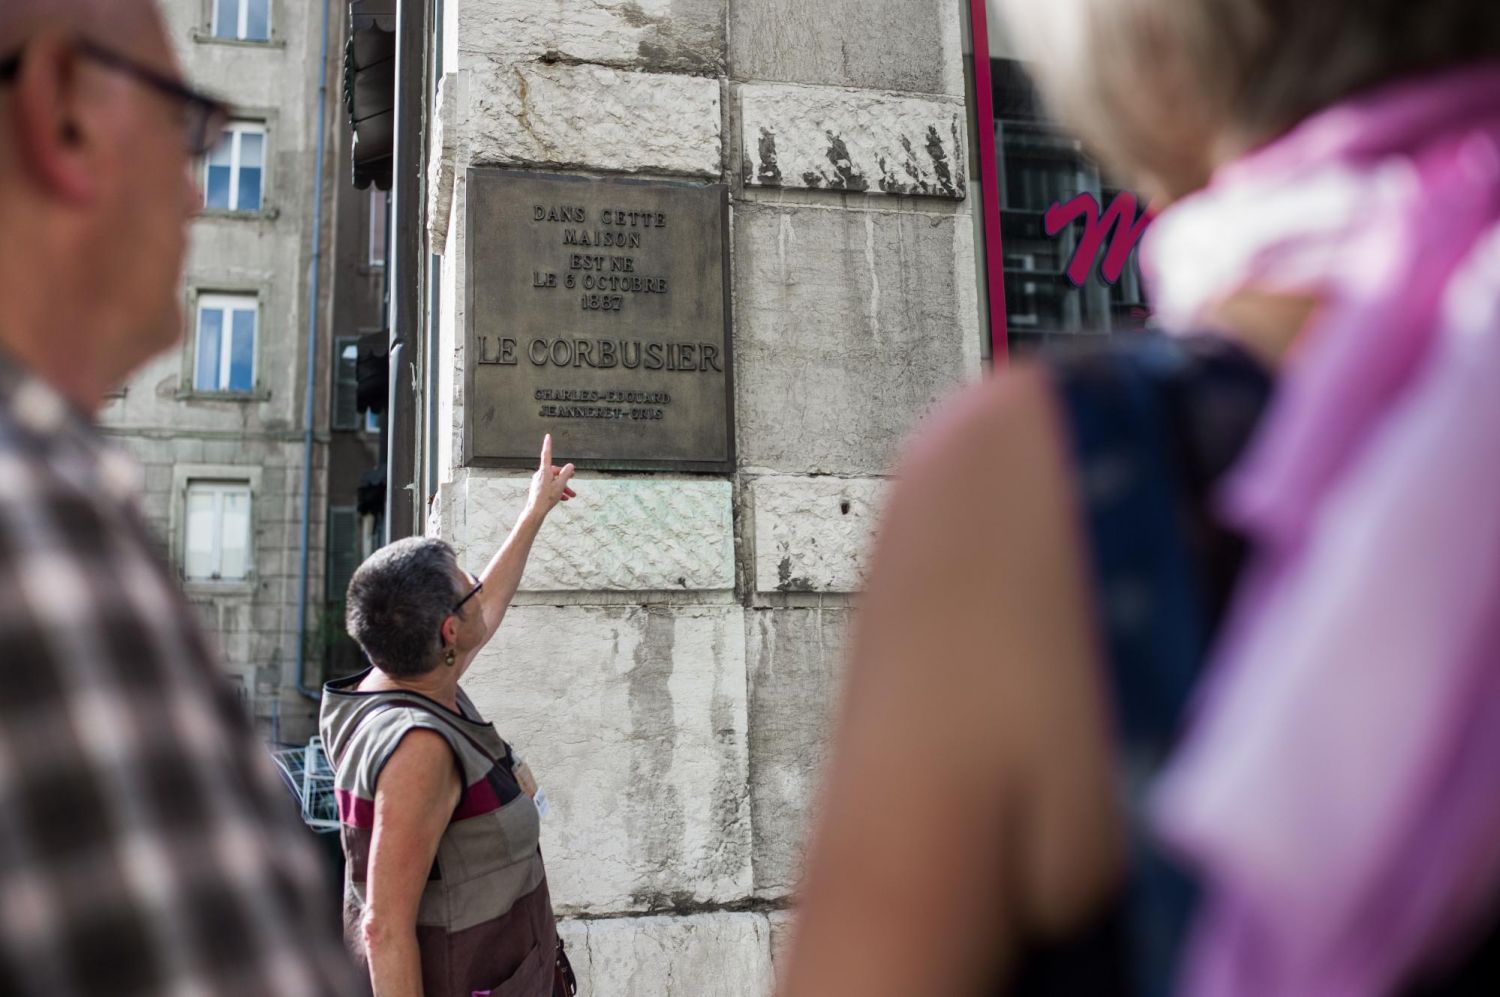 DANS CETTE
MAISON
EST NE
LE 6 OCTOBRE
1887
LE CORBUSIER
CHARLES-EDOUARD
JEANNERET-GRIS